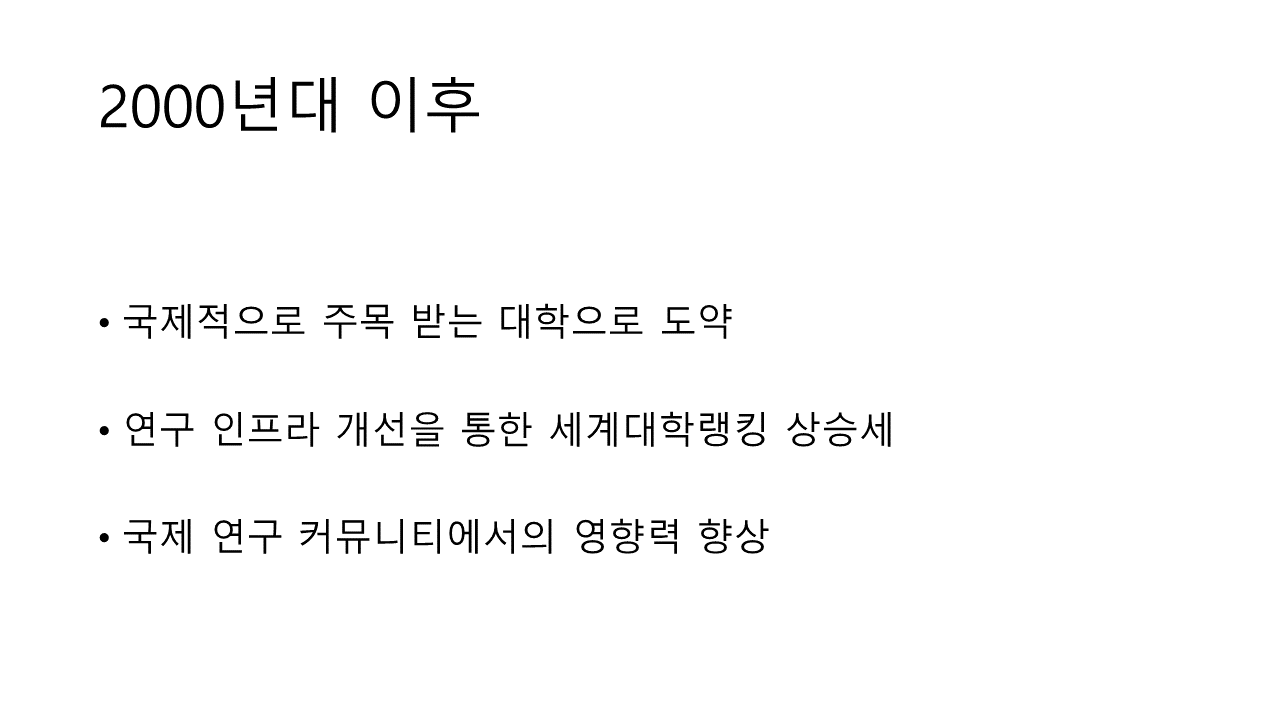 2000년대 이후
• 국제적으로 주목 받는 대학으로 도약
• 연구 인프라 개선을 통한 세계대학랭킹 상승세
• 국제 연구 커뮤니티에서의 영향력 향상